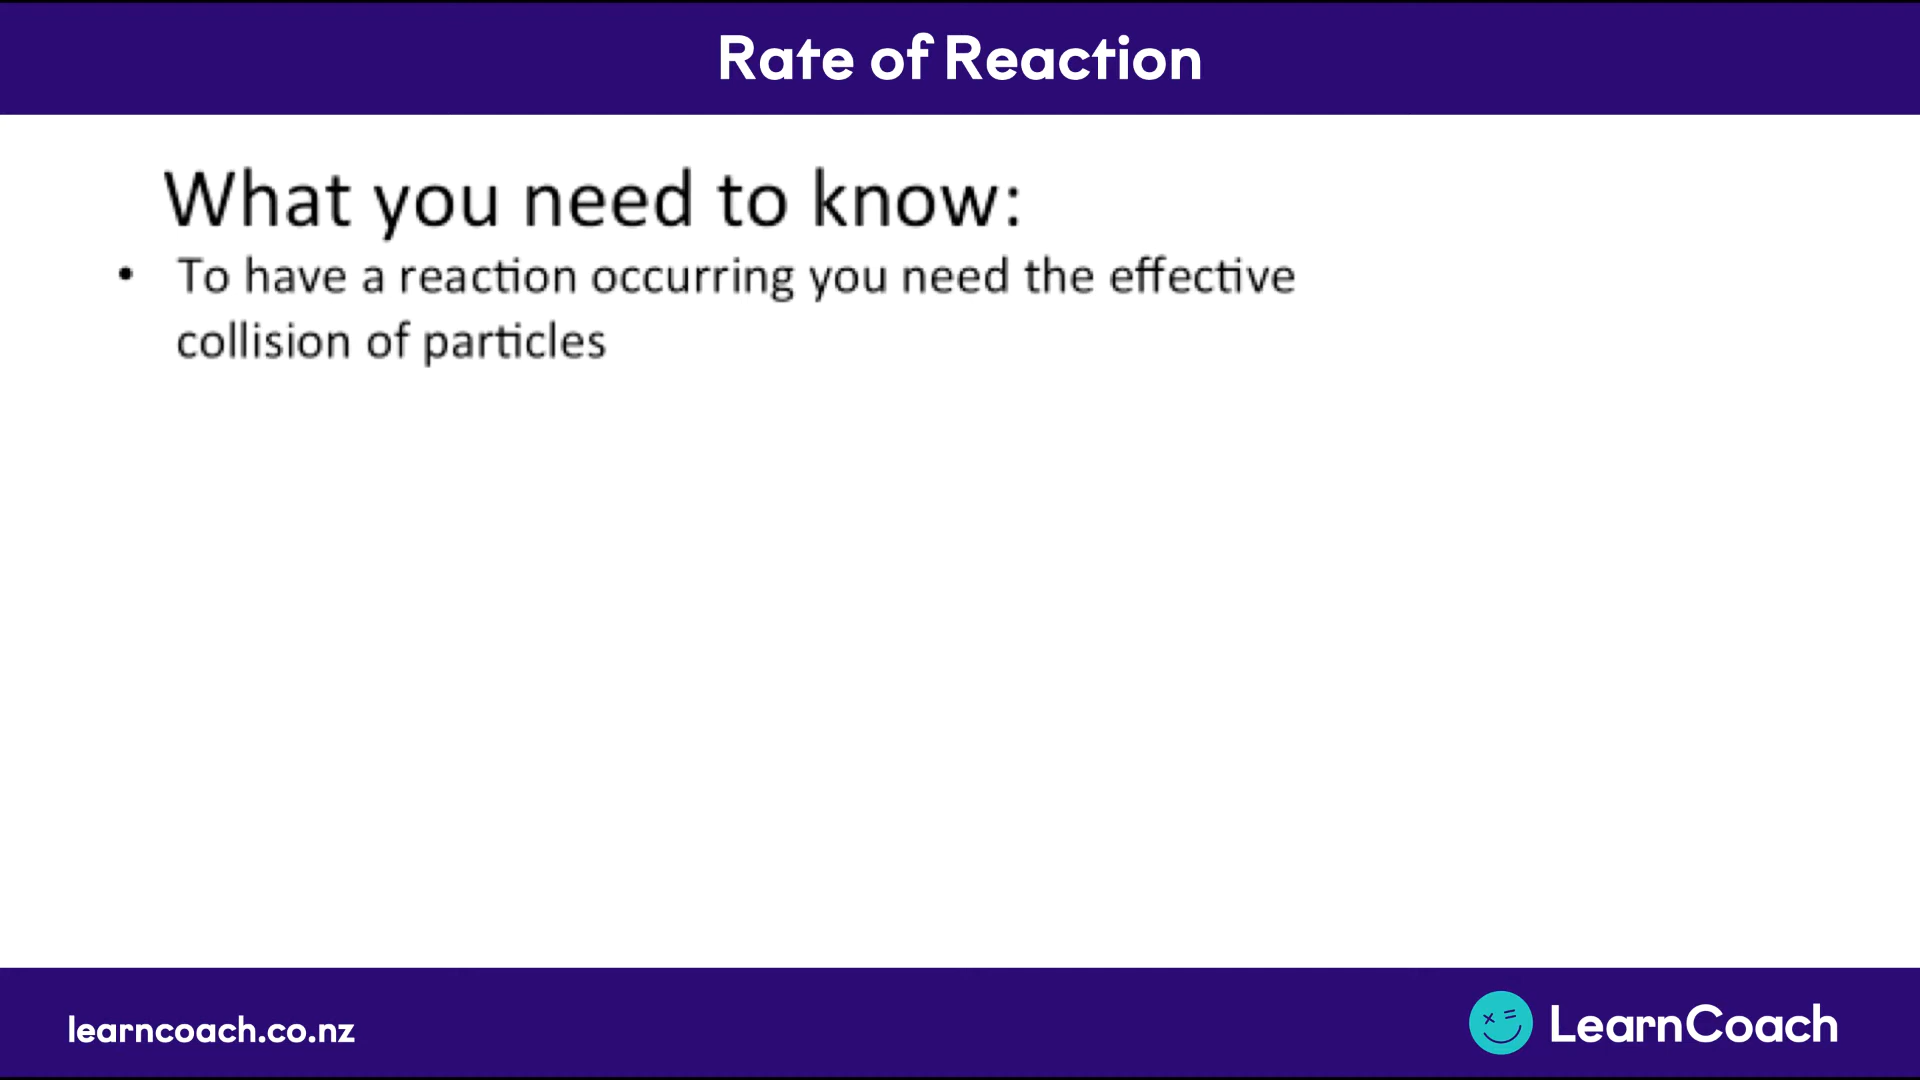 Rate of Reaction
What you need to know:
• To have a reaction occurring you need the effective
collision of particles
learncoach.co.nz
LearnCoach